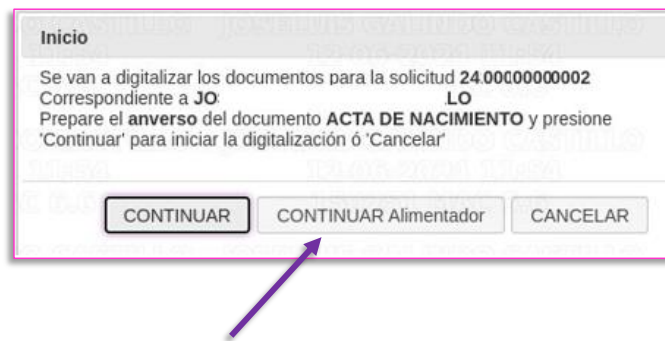 Inicio
Se van a digitalizar los documentos para la solicitud 24.00000000002
Correspondiente a JO LO
Prepare el anverso del documento ACTA DE NACIMIENTO y presione
'Continuar' para iniciar la digitalización ó 'Cancelar'
CONTINUAR CONTINUAR Alimentador CANCELAR